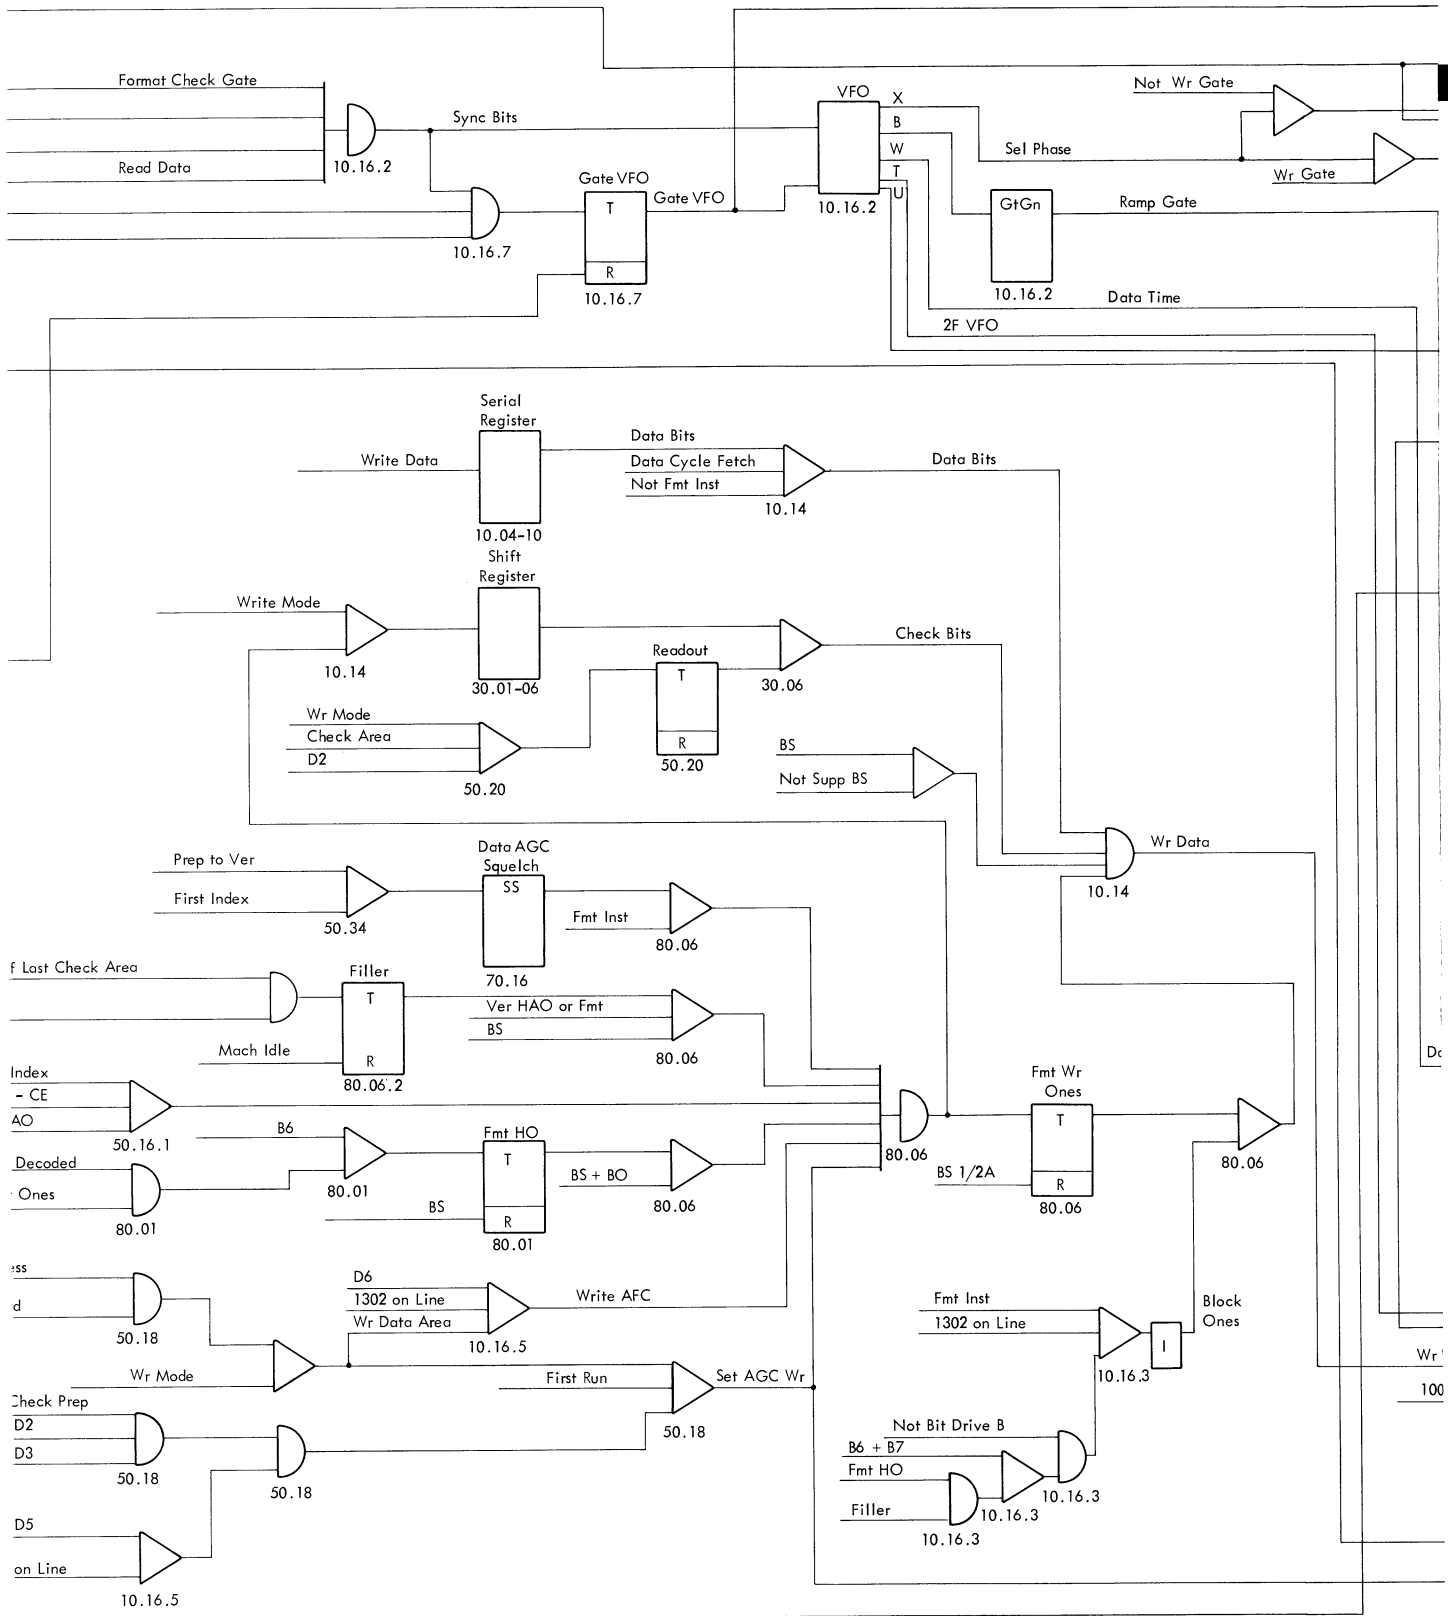 Format Check Gate
Read Data
10.16.2
Sync Bits
10.16.7
Gate VFO
T
R
10.16.7
Gate VFO
VFO
X
B
W
T
U
10.16.2
Not Wr Gate
Sel Phase
Wr Gate
GtGn
10.16.2
Ramp Gate
Data Time
2F VFO
Serial
Register
Write Data
10.04-10
Data Bits
Data Cycle Fetch
Not Fmt Inst
10.14
Data Bits
Shift
Register
Write Mode
10.14
30.01-06
Readout
T
R
50.20
30.06
Check Bits
Wr Mode
Check Area
D2
50.20
BS
Not Supp BS
Wr Data
10.14
Prep to Ver
First Index
50.34
Data AGC
Squelch
SS
70.16
Fmt Inst
80.06
f Last Check Area
Filler
T
R
Mach Idle
80.06.2
Ver HAO or Fmt
BS
80.06
Index
- CE
AO
50.16.1
B6
80.01
Decoded
Ones
80.01
Fmt HO
T
R
BS
80.01
BS + BO
80.06
80.06
Fmt Wr
Ones
T
R
BS 1/2A
80.06
80.06
ess
d
50.18
D6
1302 on Line
Wr Data Area
10.16.5
Write AFC
Wr Mode
First Run
50.18
Set AGC Wr
Check Prep
D2
D3
50.18
50.18
D5
on Line
10.16.5
Fmt Inst
1302 on Line
10.16.3
I
Block
Ones
Not Bit Drive B
B6 + B7
Fmt HO
Filler
10.16.3
10.16.3
10.16.3
Wr
100